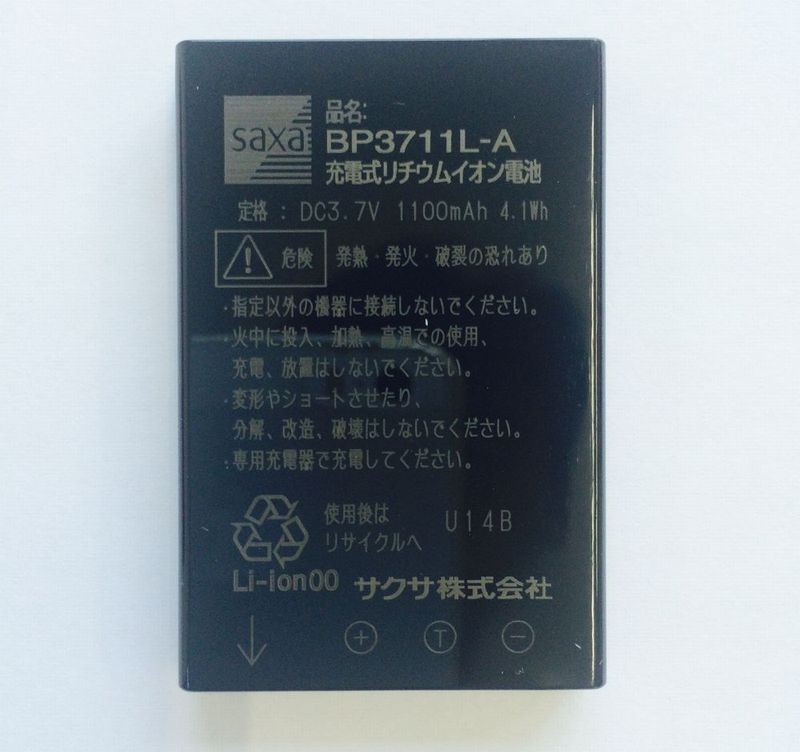 saxa
品名:
BP3711L-A
充電式リチウムイオン電池
定格 : DC3.7V 1100mAh 4.1Wh
危険 発熱・発火・破裂の恐れあり
・指定以外の機器に接続しないでください。
・火中に投入、加熱、高温での使用、
充電、放置はしないでください。
・変形やショートさせたり、
分解、改造、破壊はしないでください。
・専用充電器で充電してください。
使用後は
リサイクルへ
U14B
Li-ion00 サクサ株式会社
+ T -